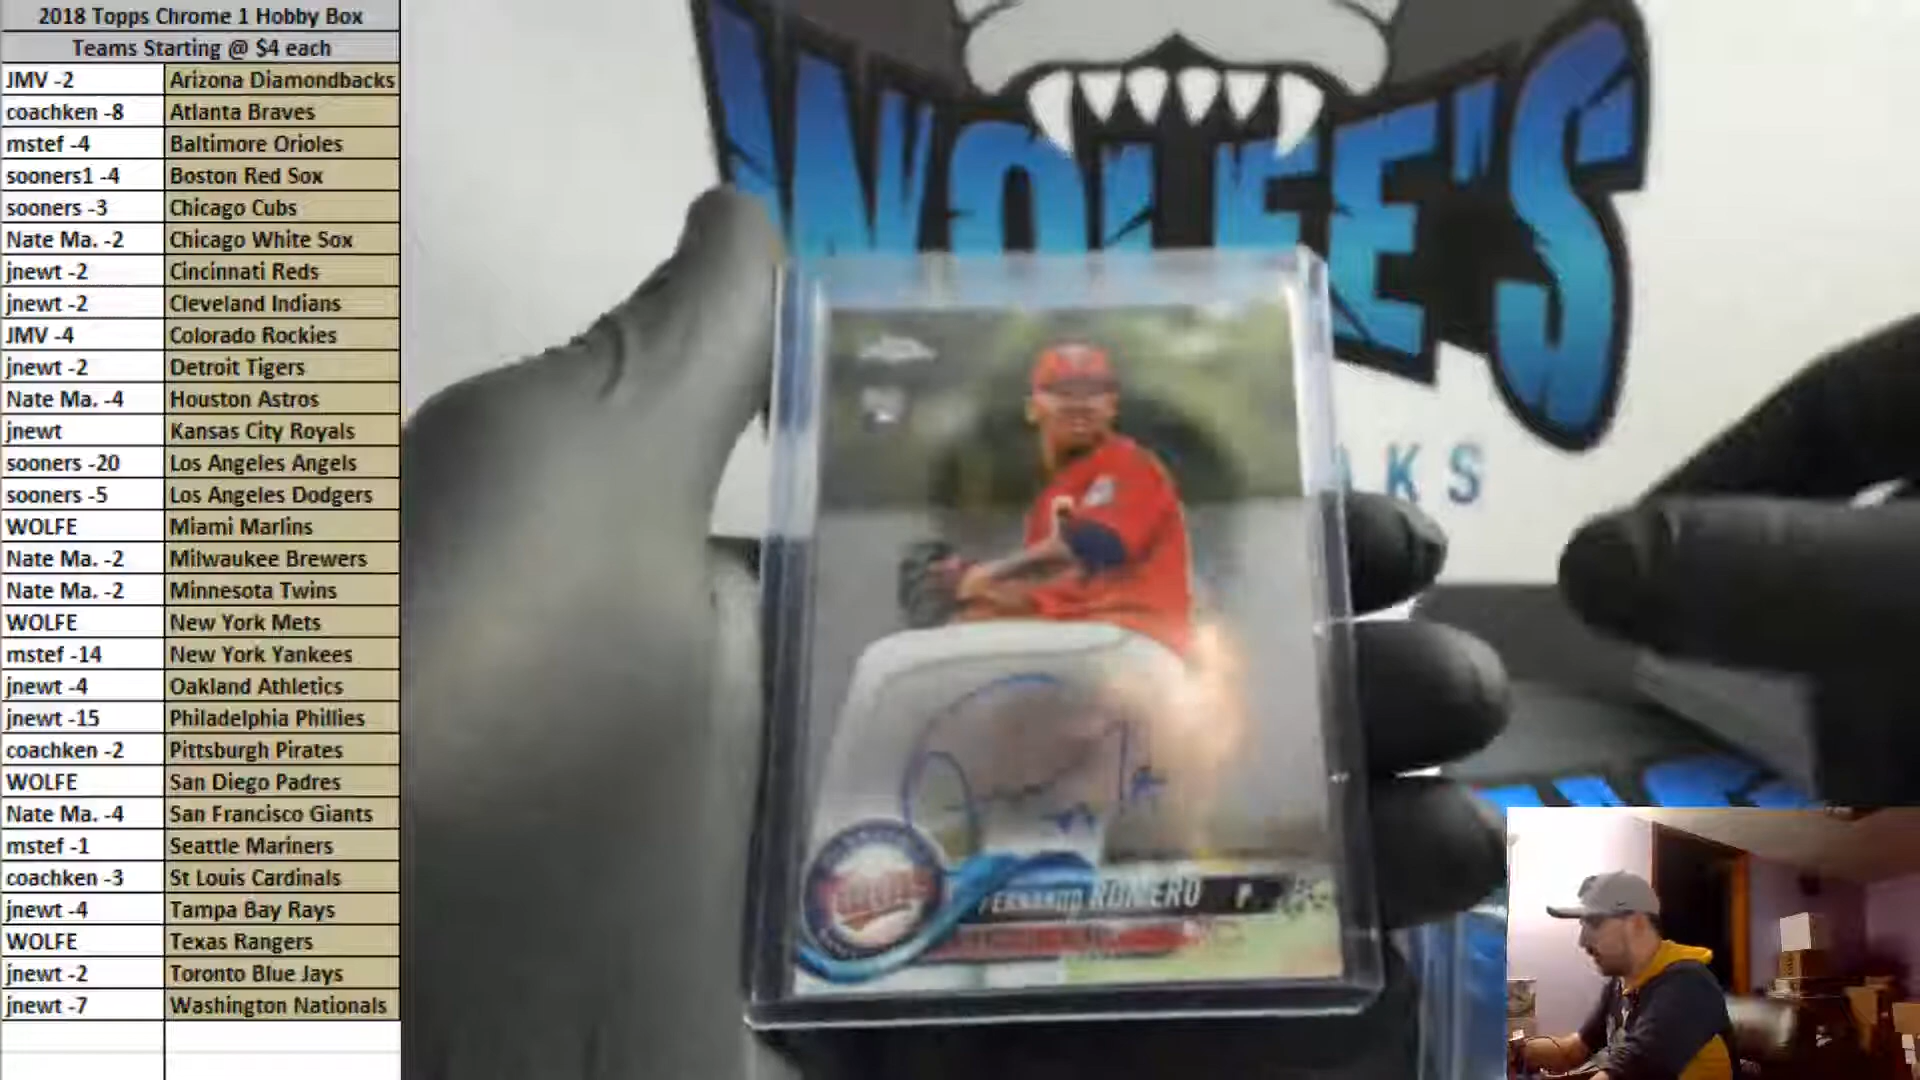 2018 Topps Chrome 1 Hobby Box
Teams Starting @ $4 each
JMV -2 Arizona Diamondbacks
coachken -8 Atlanta Braves
mstef -4 Baltimore Orioles
sooners1 -4 Boston Red Sox
sooners -3 Chicago Cubs
Nate Ma. -2 Chicago White Sox
jnewt -2 Cincinnati Reds
jnewt -2 Cleveland Indians
JMV -4 Colorado Rockies
jnewt -2 Detroit Tigers
Nate Ma. -4 Houston Astros
jnewt Kansas City Royals
sooners -20 Los Angeles Angels
sooners -5 Los Angeles Dodgers
WOLFE Miami Marlins
Nate Ma. -2 Milwaukee Brewers
Nate Ma. -2 Minnesota Twins
WOLFE New York Mets
mstef -14 New York Yankees
jnewt -4 Oakland Athletics
jnewt -15 Philadelphia Phillies
coachken -2 Pittsburgh Pirates
WOLFE San Diego Padres
Nate Ma. -4 San Francisco Giants
mstef -1 Seattle Mariners
coachken -3 St Louis Cardinals
jnewt -4 Tampa Bay Rays
WOLFE Texas Rangers
jnewt -2 Toronto Blue Jays
jnewt -7 Washington Nationals
WOLFE'S
AKS
FERNANDO ROMERO P